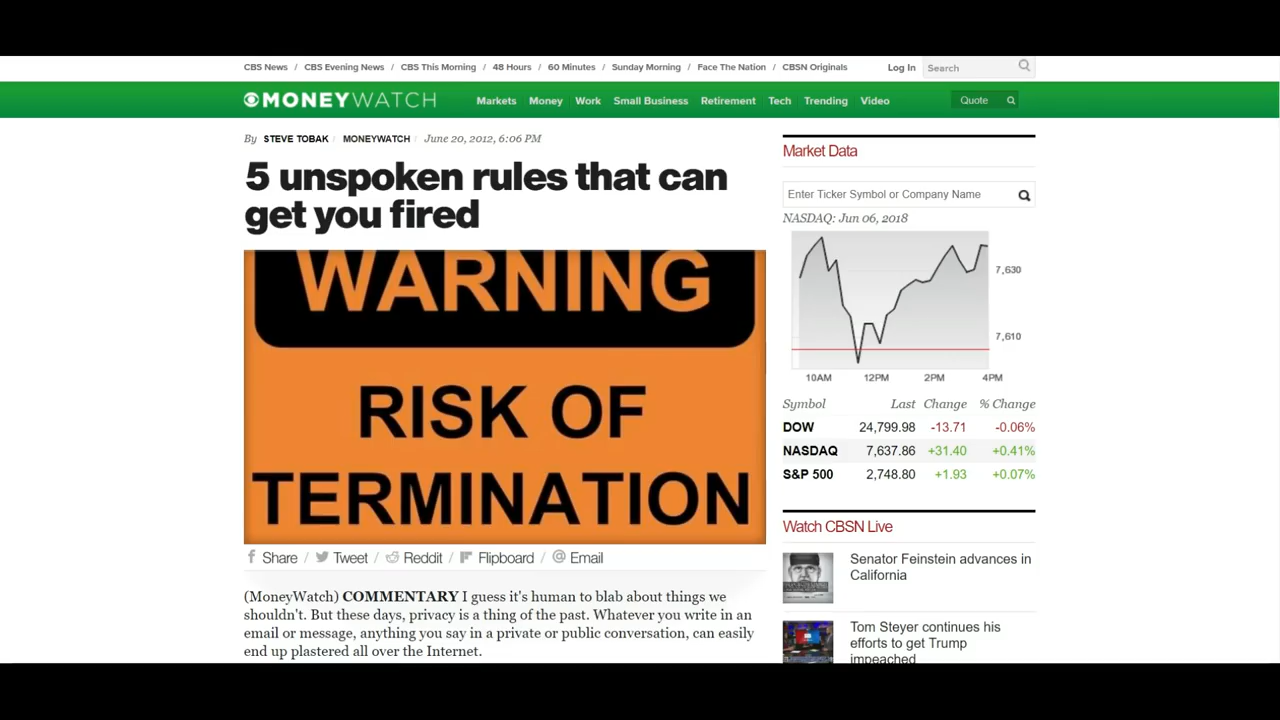 CBS News / CBS Evening News / CBS This Morning / 48 Hours / 60 Minutes / Sunday Morning / Face The Nation / CBSN Originals
Log In
Search
MONEYWATCH
Markets Money Work Small Business Retirement Tech Trending Video
Quote
By STEVE TOBAK / MONEYWATCH / June 20, 2012, 6:06 PM
5 unspoken rules that can
get you fired
WARNING
RISK OF
TERMINATION
Share / Tweet / Reddit / Flipboard / Email
(MoneyWatch) COMMENTARY I guess it's human to blab about things we
shouldn't. But these days, privacy is a thing of the past. Whatever you write in an
email or message, anything you say in a private or public conversation, can easily
end up plastered all over the Internet.
Market Data
Enter Ticker Symbol or Company Name
NASDAQ: Jun 06, 2018
7,630
7,610
10AM 12PM 2PM 4PM
Symbol Last Change % Change
DOW 24,799.98 -13.71 -0.06%
NASDAQ 7,637.86 +31.40 +0.41%
S&P 500 2,748.80 +1.93 +0.07%
Watch CBSN Live
Senator Feinstein advances in
California
Tom Steyer continues his
efforts to get Trump
impeached